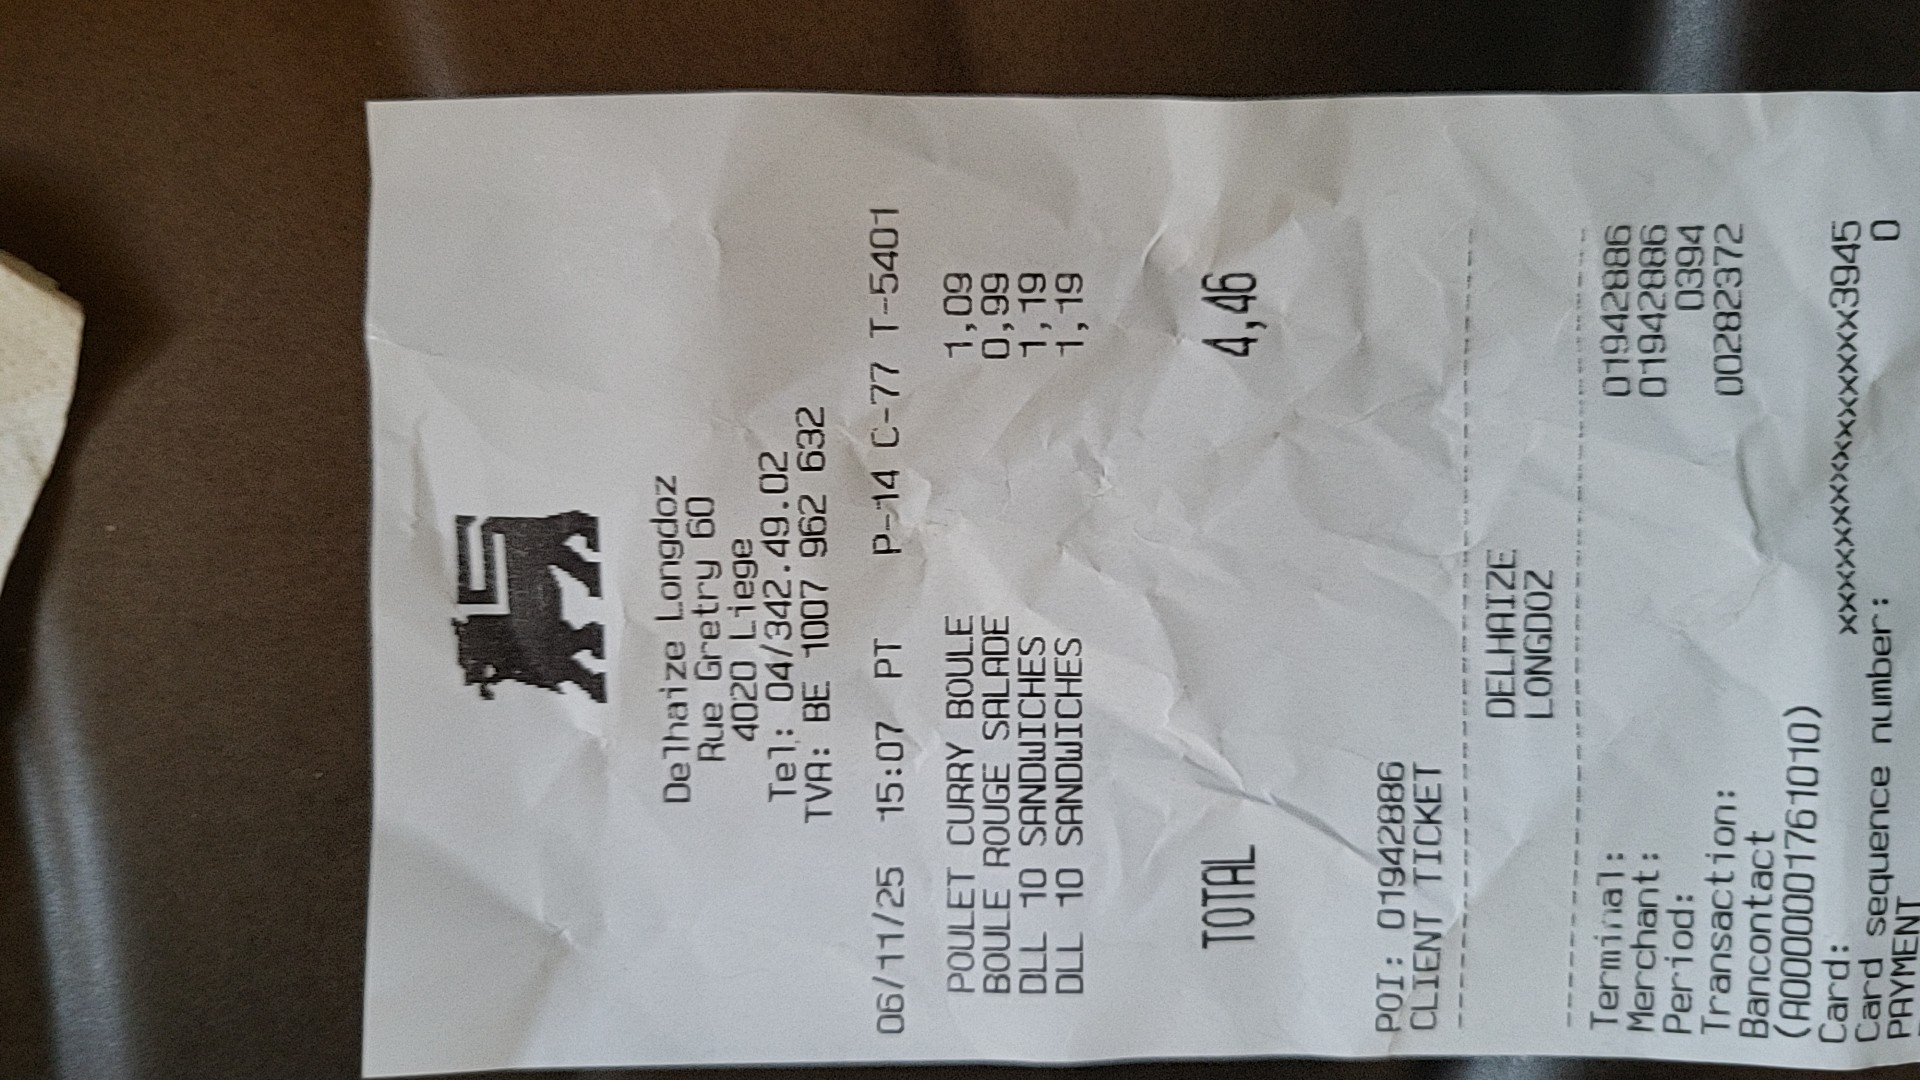 Delhaize Longdoz
Rue Gretry 60
4020 Liege
Tel: 04/342.49.02
TVA: BE 1007 962 632
06/11/25 15:07 PT P-14 C-77 T-5401
POULET CURRY BOULE 1,09
BOULE ROUGE SALADE 0,99
DLL 10 SANDWICHES 1,19
DLL 10 SANDWICHES 1,19
TOTAL 4,46
POI: 01942886
CLIENT TICKET
DELHAIZE
LONGDOZ
Terminal: 01942886
Merchant: 01942886
Period: 0394
Transaction: 00282372
Bancontact
(A0000001761010)
Card: xxxxxxxxxxxxxxx3945
Card sequence number: 0
PAYMENT